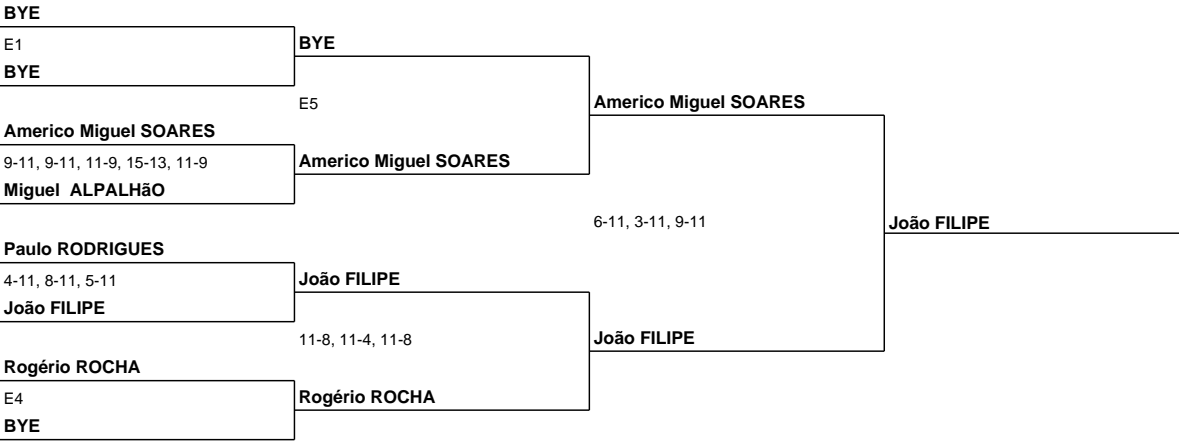 BYE
E1
BYE
BYE
E5
Americo Miguel SOARES
Americo Miguel SOARES
9-11, 9-11, 11-9, 15-13, 11-9
Americo Miguel SOARES
Miguel  ALPALHãO
6-11, 3-11, 9-11
João FILIPE
Paulo RODRIGUES
4-11, 8-11, 5-11
João FILIPE
João FILIPE
11-8, 11-4, 11-8
João FILIPE
Rogério ROCHA
E4
Rogério ROCHA
BYE